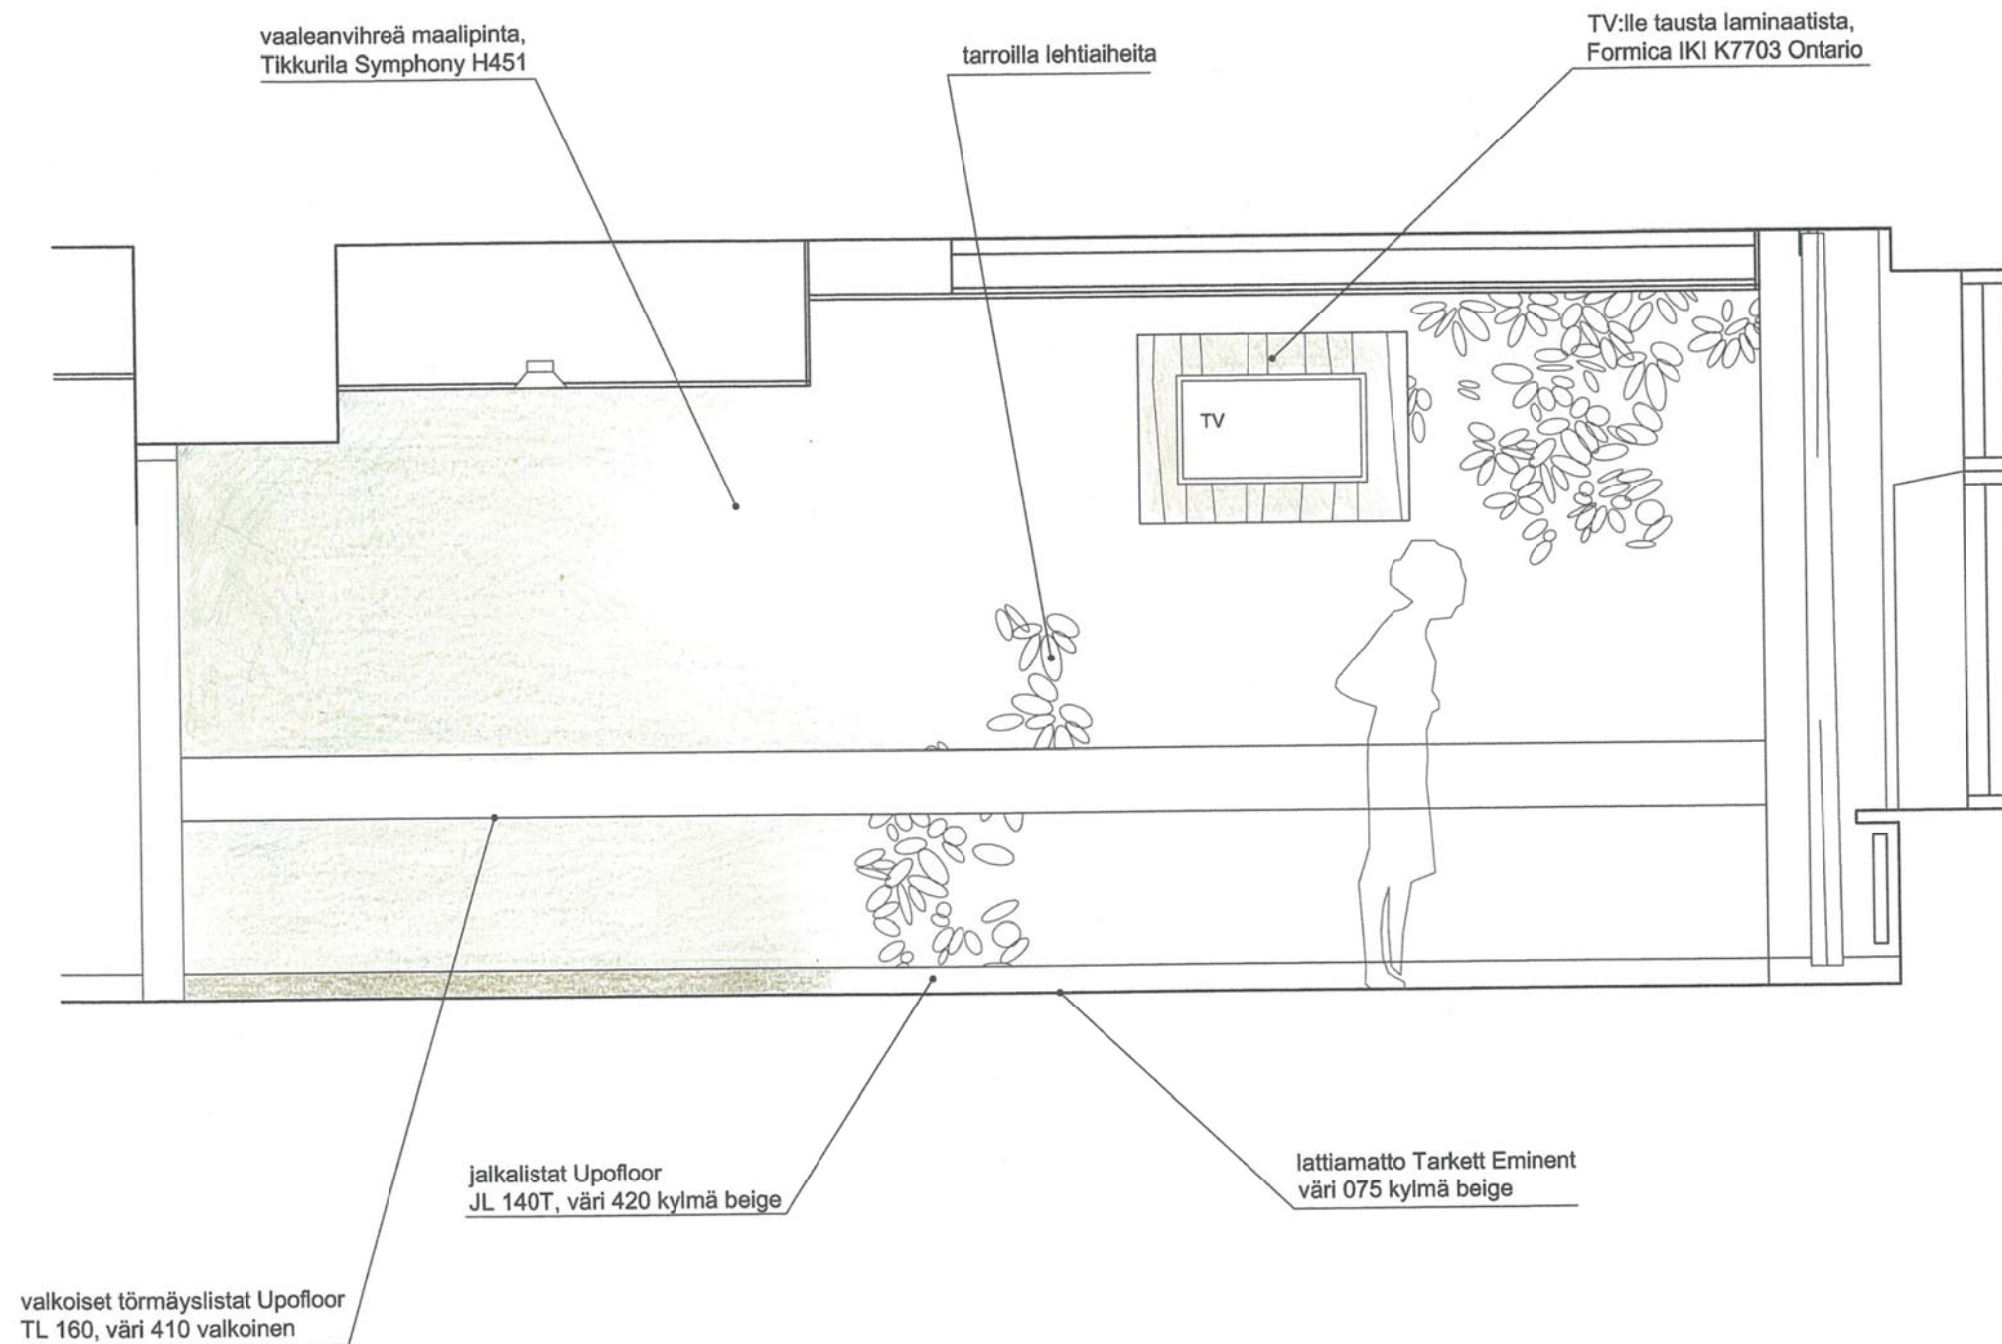 vaaleanvihreä maalipinta,
Tikkurila Symphony H451
tarroilla lehtiaiheita
TV:lle tausta laminaatista,
Formica IKI K7703 Ontario
TV
jalkalistat Upofloor
JL 140T, väri 420 kylmä beige
lattiamatto Tarkett Eminent
väri 075 kylmä beige
valkoiset törmäyslistat Upofloor
TL 160, väri 410 valkoinen